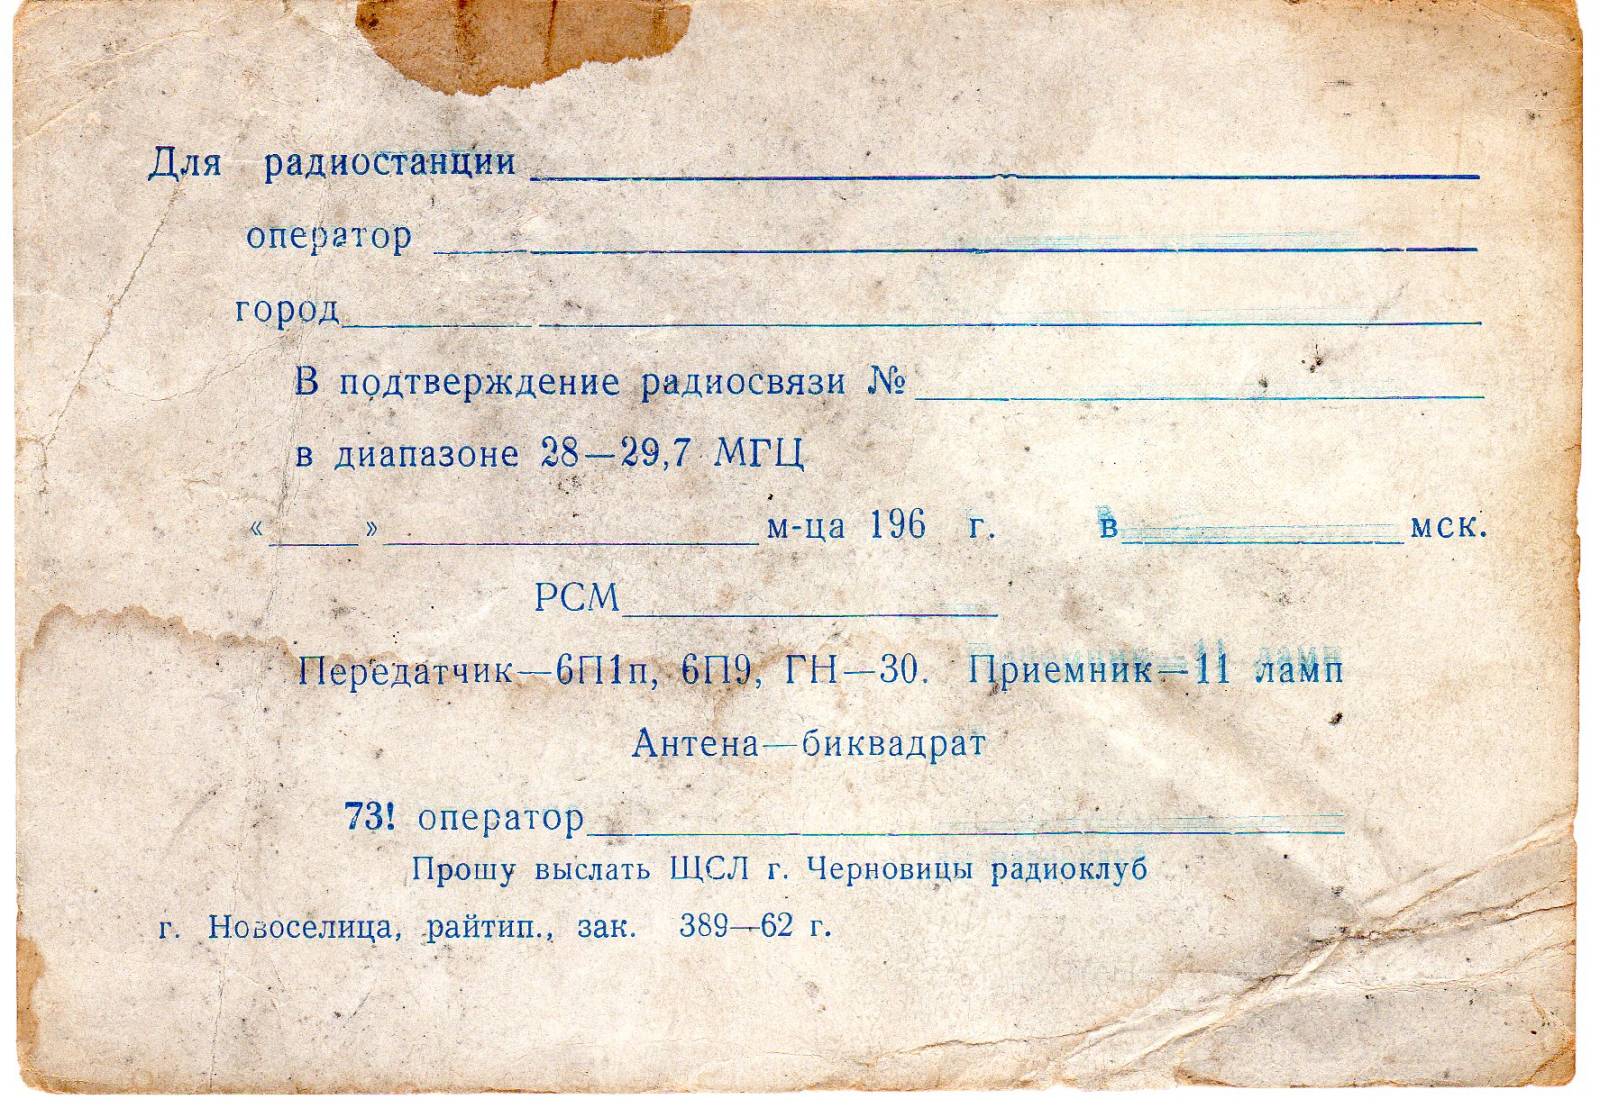 Для радиостанции
оператор
город
В подтверждение радиосвязи №
в диапазоне 28—29,7 МГЦ
« » м-ца 196 г. в мск.
РСМ
Передатчик—6П1п, 6П9, ГН—30. Приемник—11 ламп
Антена—биквадрат
73! оператор
Прошу выслать ЩСЛ г. Черновицы радиоклуб
г. Новоселица, райтип., зак. 389—62 г.